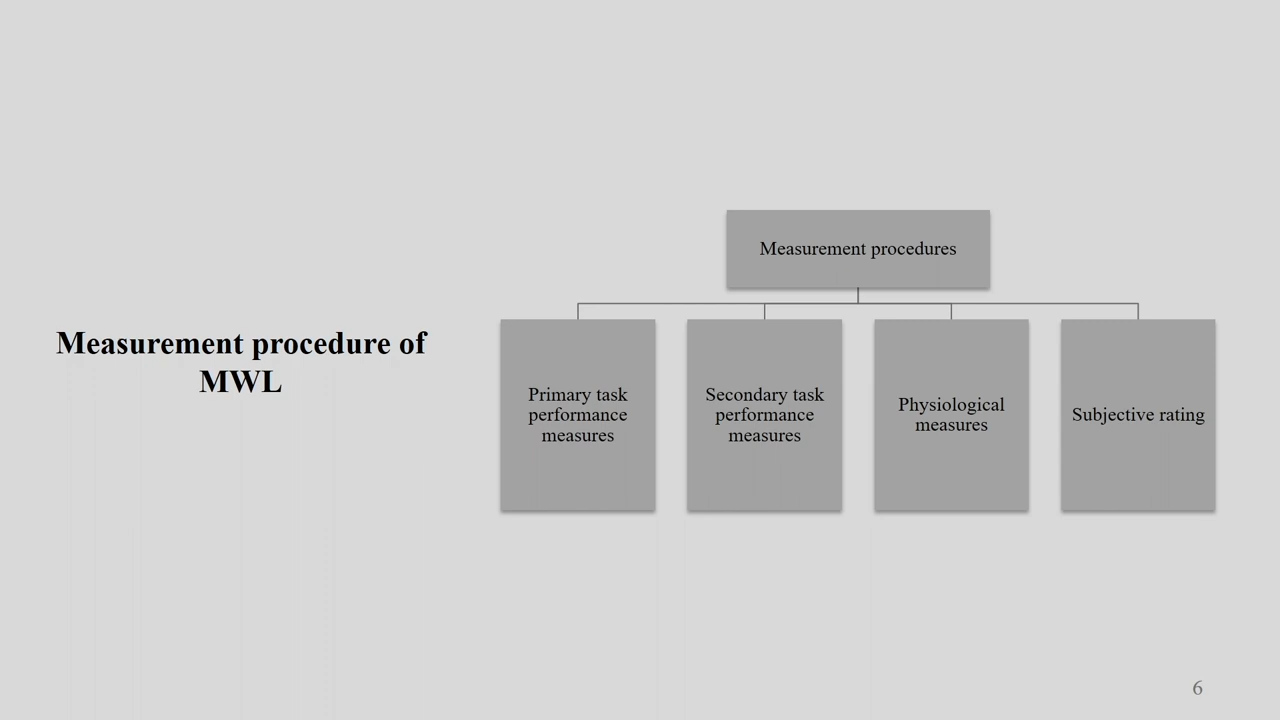 Measurement procedure of
MWL
Measurement procedures
Primary task
performance
measures
Secondary task
performance
measures
Physiological
measures
Subjective rating
6